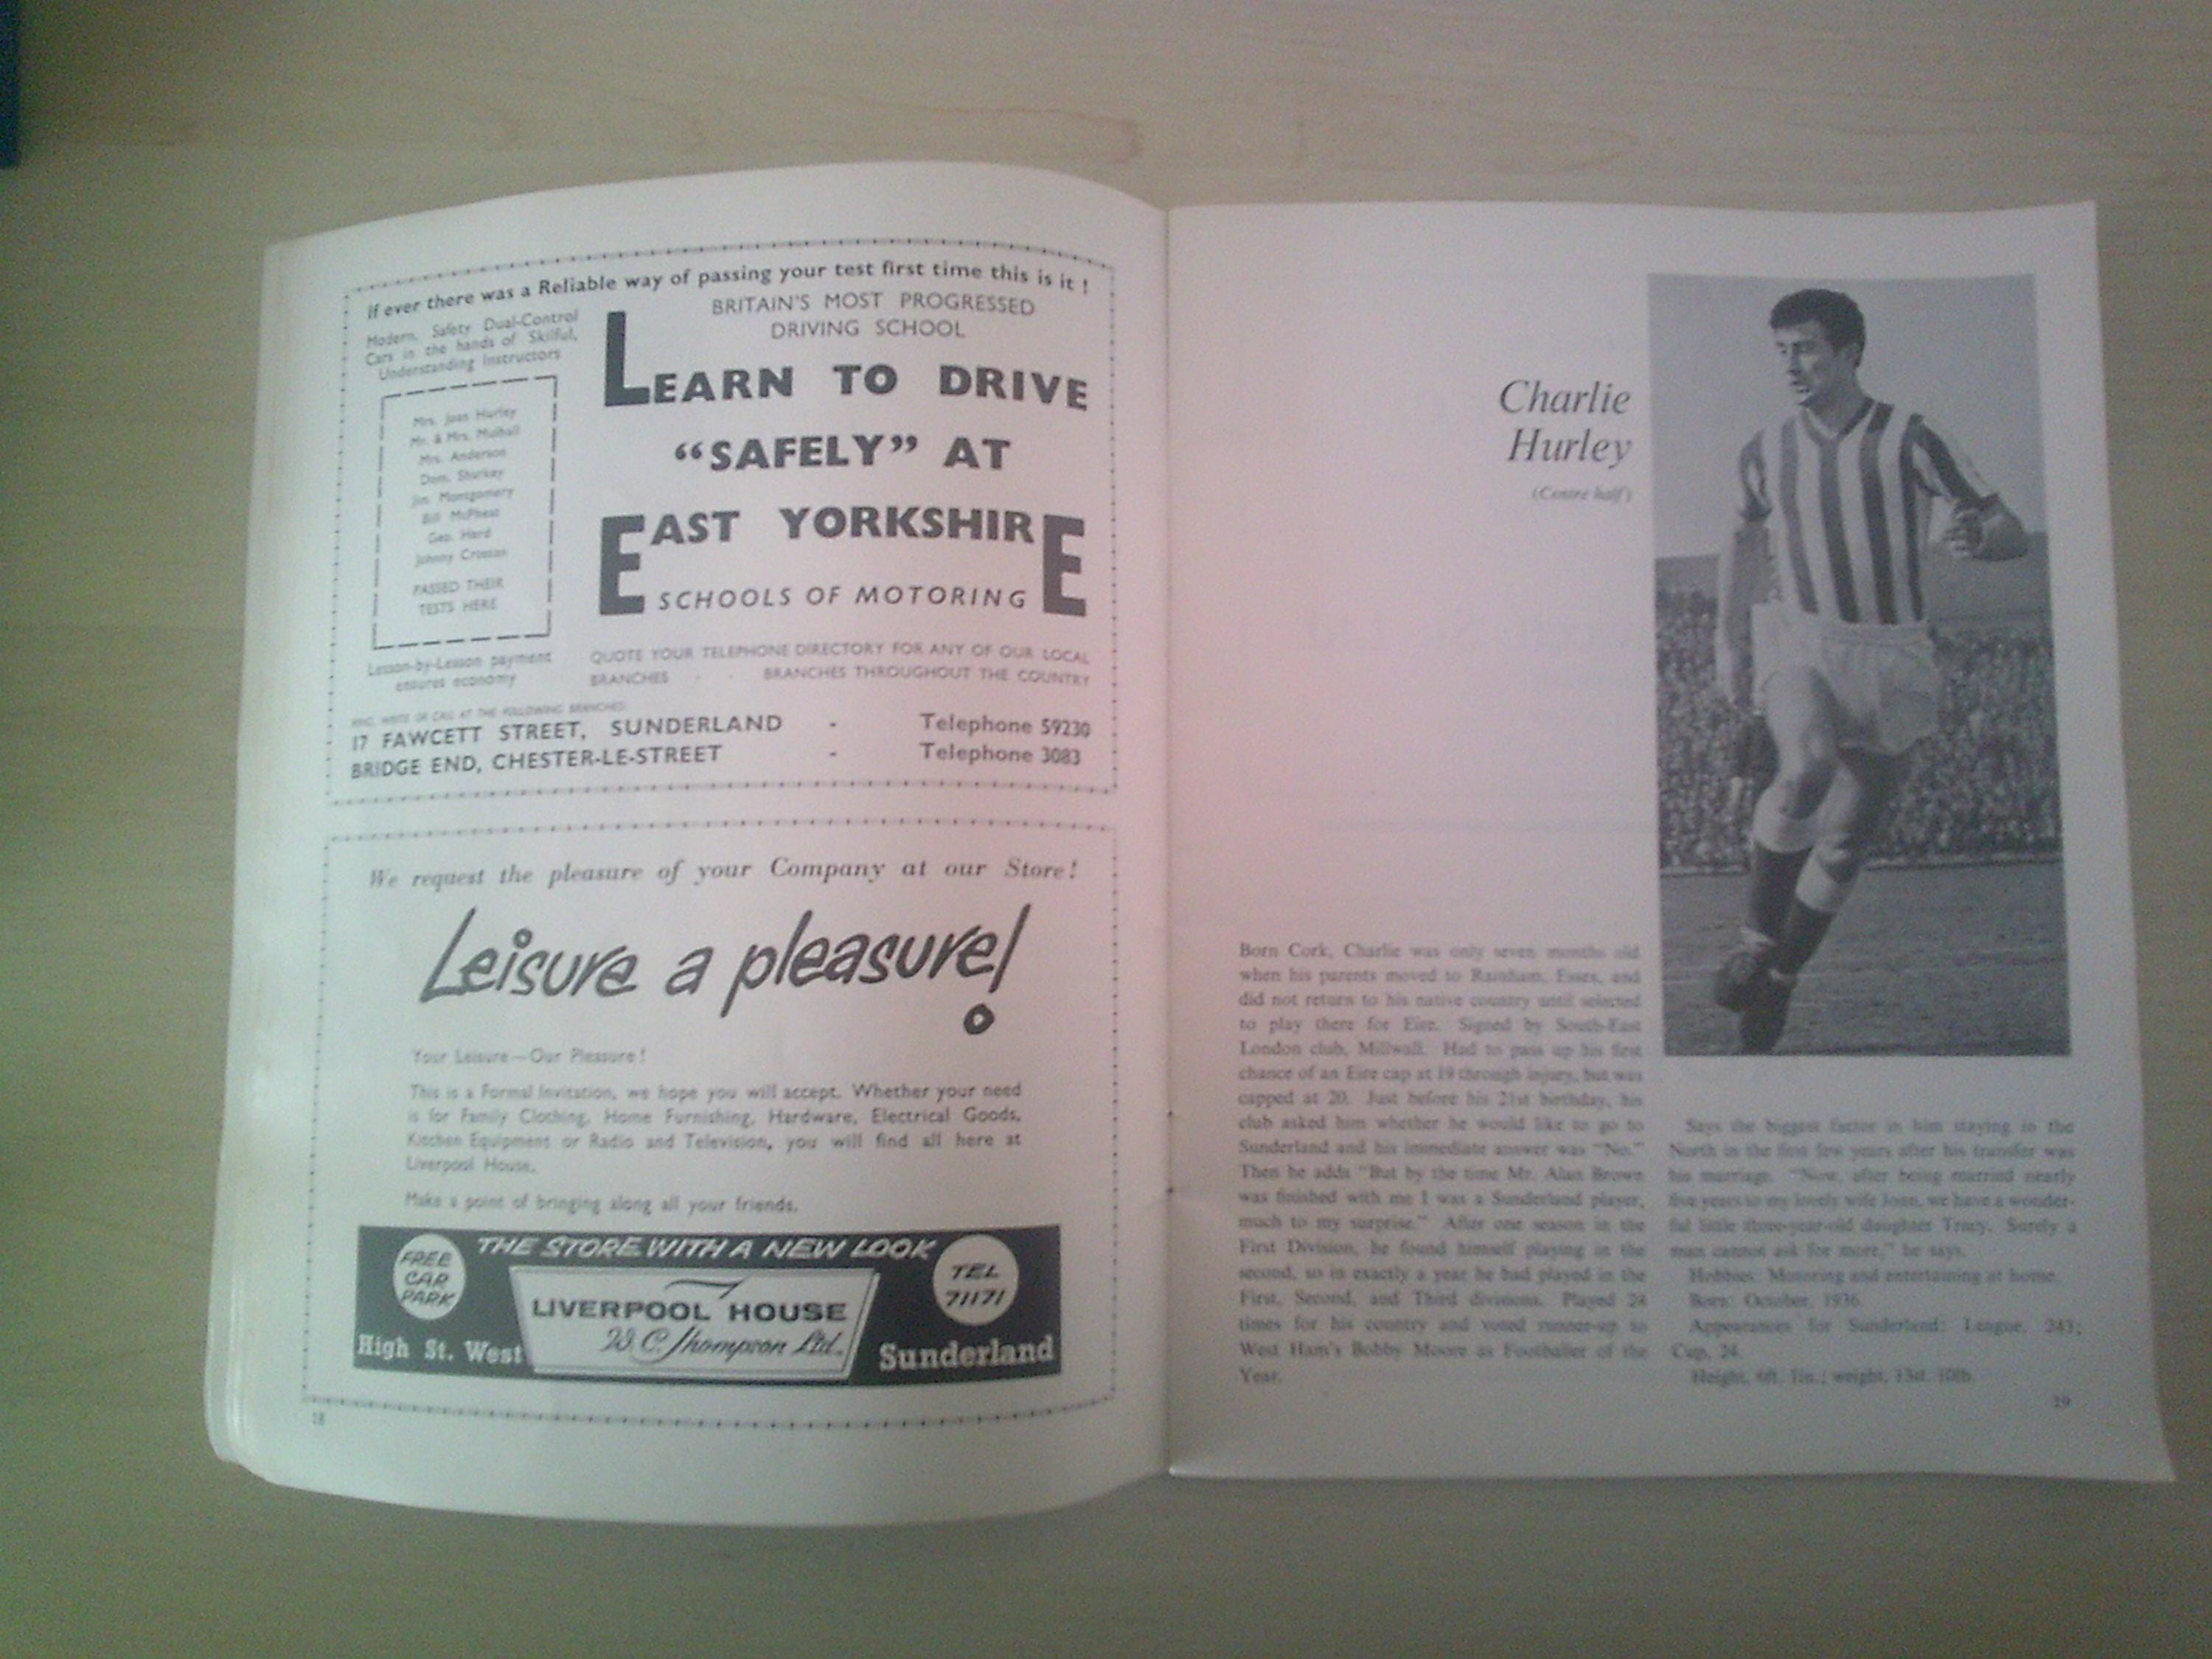 If ever there was a Reliable way of passing your test first time this is it !
Modern, Safety Dual-Control
Cars in the hands of Skilful,
Understanding Instructors
Mrs. Joan Hurley
Mr. & Mrs. Mulhall
Mrs. Anderson
Dom. Sharkey
Jim Montgomery
Bill McPheat
Geo. Herd
Johnny Crossan
PASSED THEIR
TESTS HERE
Lesson-by-Lesson payment
ensures economy
BRITAIN'S MOST PROGRESSED
DRIVING SCHOOL
LEARN TO DRIVE
“SAFELY” AT
EAST YORKSHIRE
SCHOOLS OF MOTORING
QUOTE YOUR TELEPHONE DIRECTORY FOR ANY OF OUR LOCAL
BRANCHES - - BRANCHES THROUGHOUT THE COUNTRY
RING, WRITE OR CALL AT THE FOLLOWING BRANCHES
17 FAWCETT STREET, SUNDERLAND - Telephone 59230
BRIDGE END, CHESTER-LE-STREET - Telephone 3083
We request the pleasure of your Company at our Store!
Leisure a pleasure!
Your Leisure—Our Pleasure !
This is a Formal Invitation, we hope you will accept. Whether your need
is for Family Clothing, Home Furnishing, Hardware, Electrical Goods,
Kitchen Equipment or Radio and Television, you will find all here at
Liverpool House.
Make a point of bringing along all your friends.
THE STORE WITH A NEW LOOK
FREE
CAR
PARK
TEL
71171
LIVERPOOL HOUSE
W. C. Thompson Ltd.
High St. West
Sunderland
18
Charlie
Hurley
(Centre half)
Born Cork, Charlie was only seven months old
when his parents moved to Rainham, Essex, and
did not return to his native country until selected
to play there for Eire. Signed by South-East
London club, Millwall. Had to pass up his first
chance of an Eire cap at 19 through injury, but was
capped at 20. Just before his 21st birthday, his
club asked him whether he would like to go to
Sunderland and his immediate answer was "No."
Then he adds "But by the time Mr. Alan Brown
was finished with me I was a Sunderland player,
much to my surprise." After one season in the
First Division, he found himself playing in the
second, so in exactly a year he had played in the
First, Second, and Third divisions. Played 24
times for his country and voted runner-up to
West Ham's Bobby Moore as Footballer of the
Year.
Says the biggest factor in him staying in the
North in the first few years after his transfer was
his marriage. "Now, after being married nearly
five years to my lovely wife Joan, we have a wonder-
ful little three-year-old daughter Tracy. Surely a
man cannot ask for more," he says.
Hobbies: Motoring and entertaining at home.
Born: October, 1936.
Appearances for Sunderland: League, 243;
Cup, 24.
Height, 6ft. 1in.; weight, 13st. 10lb.
19